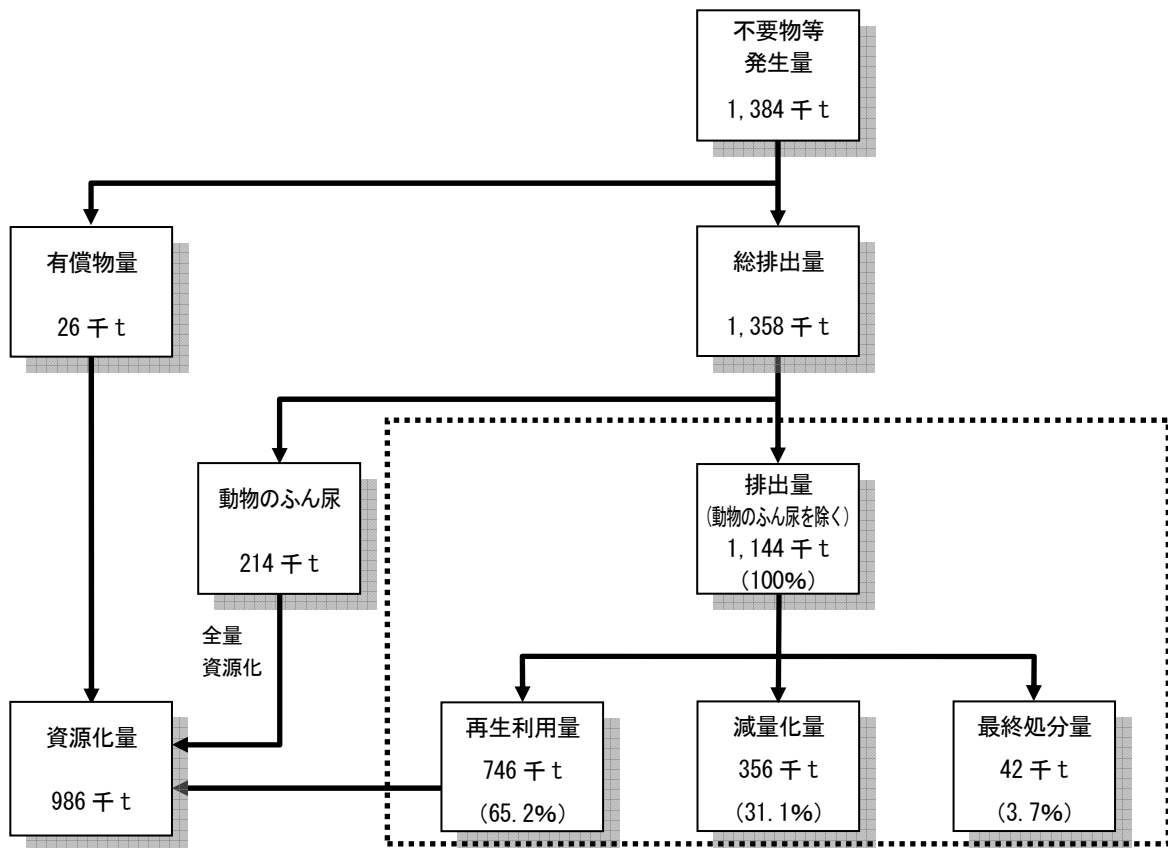 不要物等
発生量
1,384 千 t
有償物量
26 千 t
総排出量
1,358 千 t
動物のふん尿
214 千 t
排出量
(動物のふん尿を除く)
1,144 千 t
(100%)
全量
資源化
資源化量
986 千 t
再生利用量
746 千 t
(65.2%)
減量化量
356 千 t
(31.1%)
最終処分量
42 千 t
(3.7%)